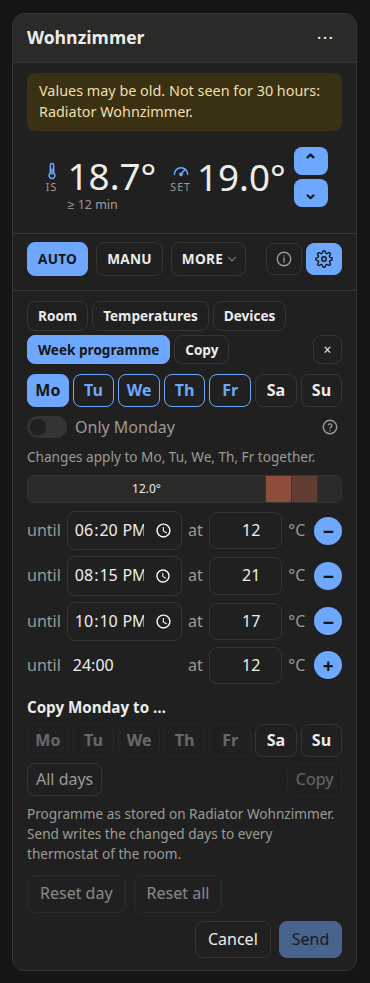 Wohnzimmer ...
Values may be old. Not seen for 30 hours:
Radiator Wohnzimmer.
IS 18.7° SET 19.0°
≥ 12 min
AUTO MANU MORE
Room Temperatures Devices
Week programme Copy ×
Mo Tu We Th Fr Sa Su
Only Monday
Changes apply to Mo, Tu, We, Th, Fr together.
12.0°
until 06:20 PM at 12 °C −
until 08:15 PM at 21 °C −
until 10:10 PM at 17 °C −
until 24:00 at 12 °C +
Copy Monday to ...
Mo Tu We Th Fr Sa Su
All days Copy
Programme as stored on Radiator Wohnzimmer.
Send writes the changed days to every
thermostat of the room.
Reset day Reset all
Cancel Send